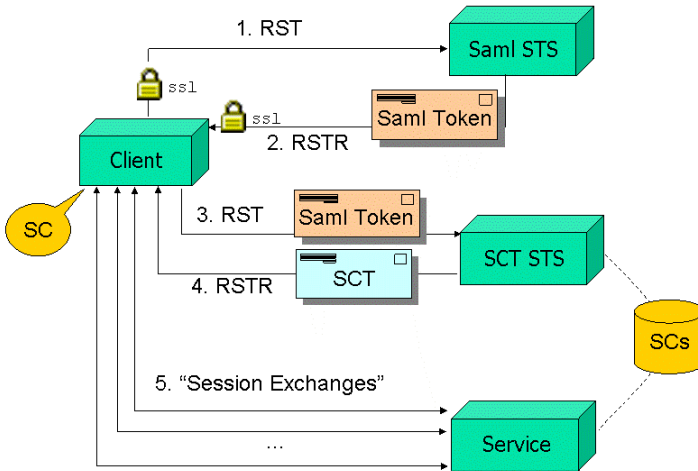 1. RST
Saml STS
ssl
ssl
Saml Token
2. RSTR
Client
SC
3. RST
Saml Token
SCT STS
4. RSTR
SCT
SCs
5. “Session Exchanges”
Service
...